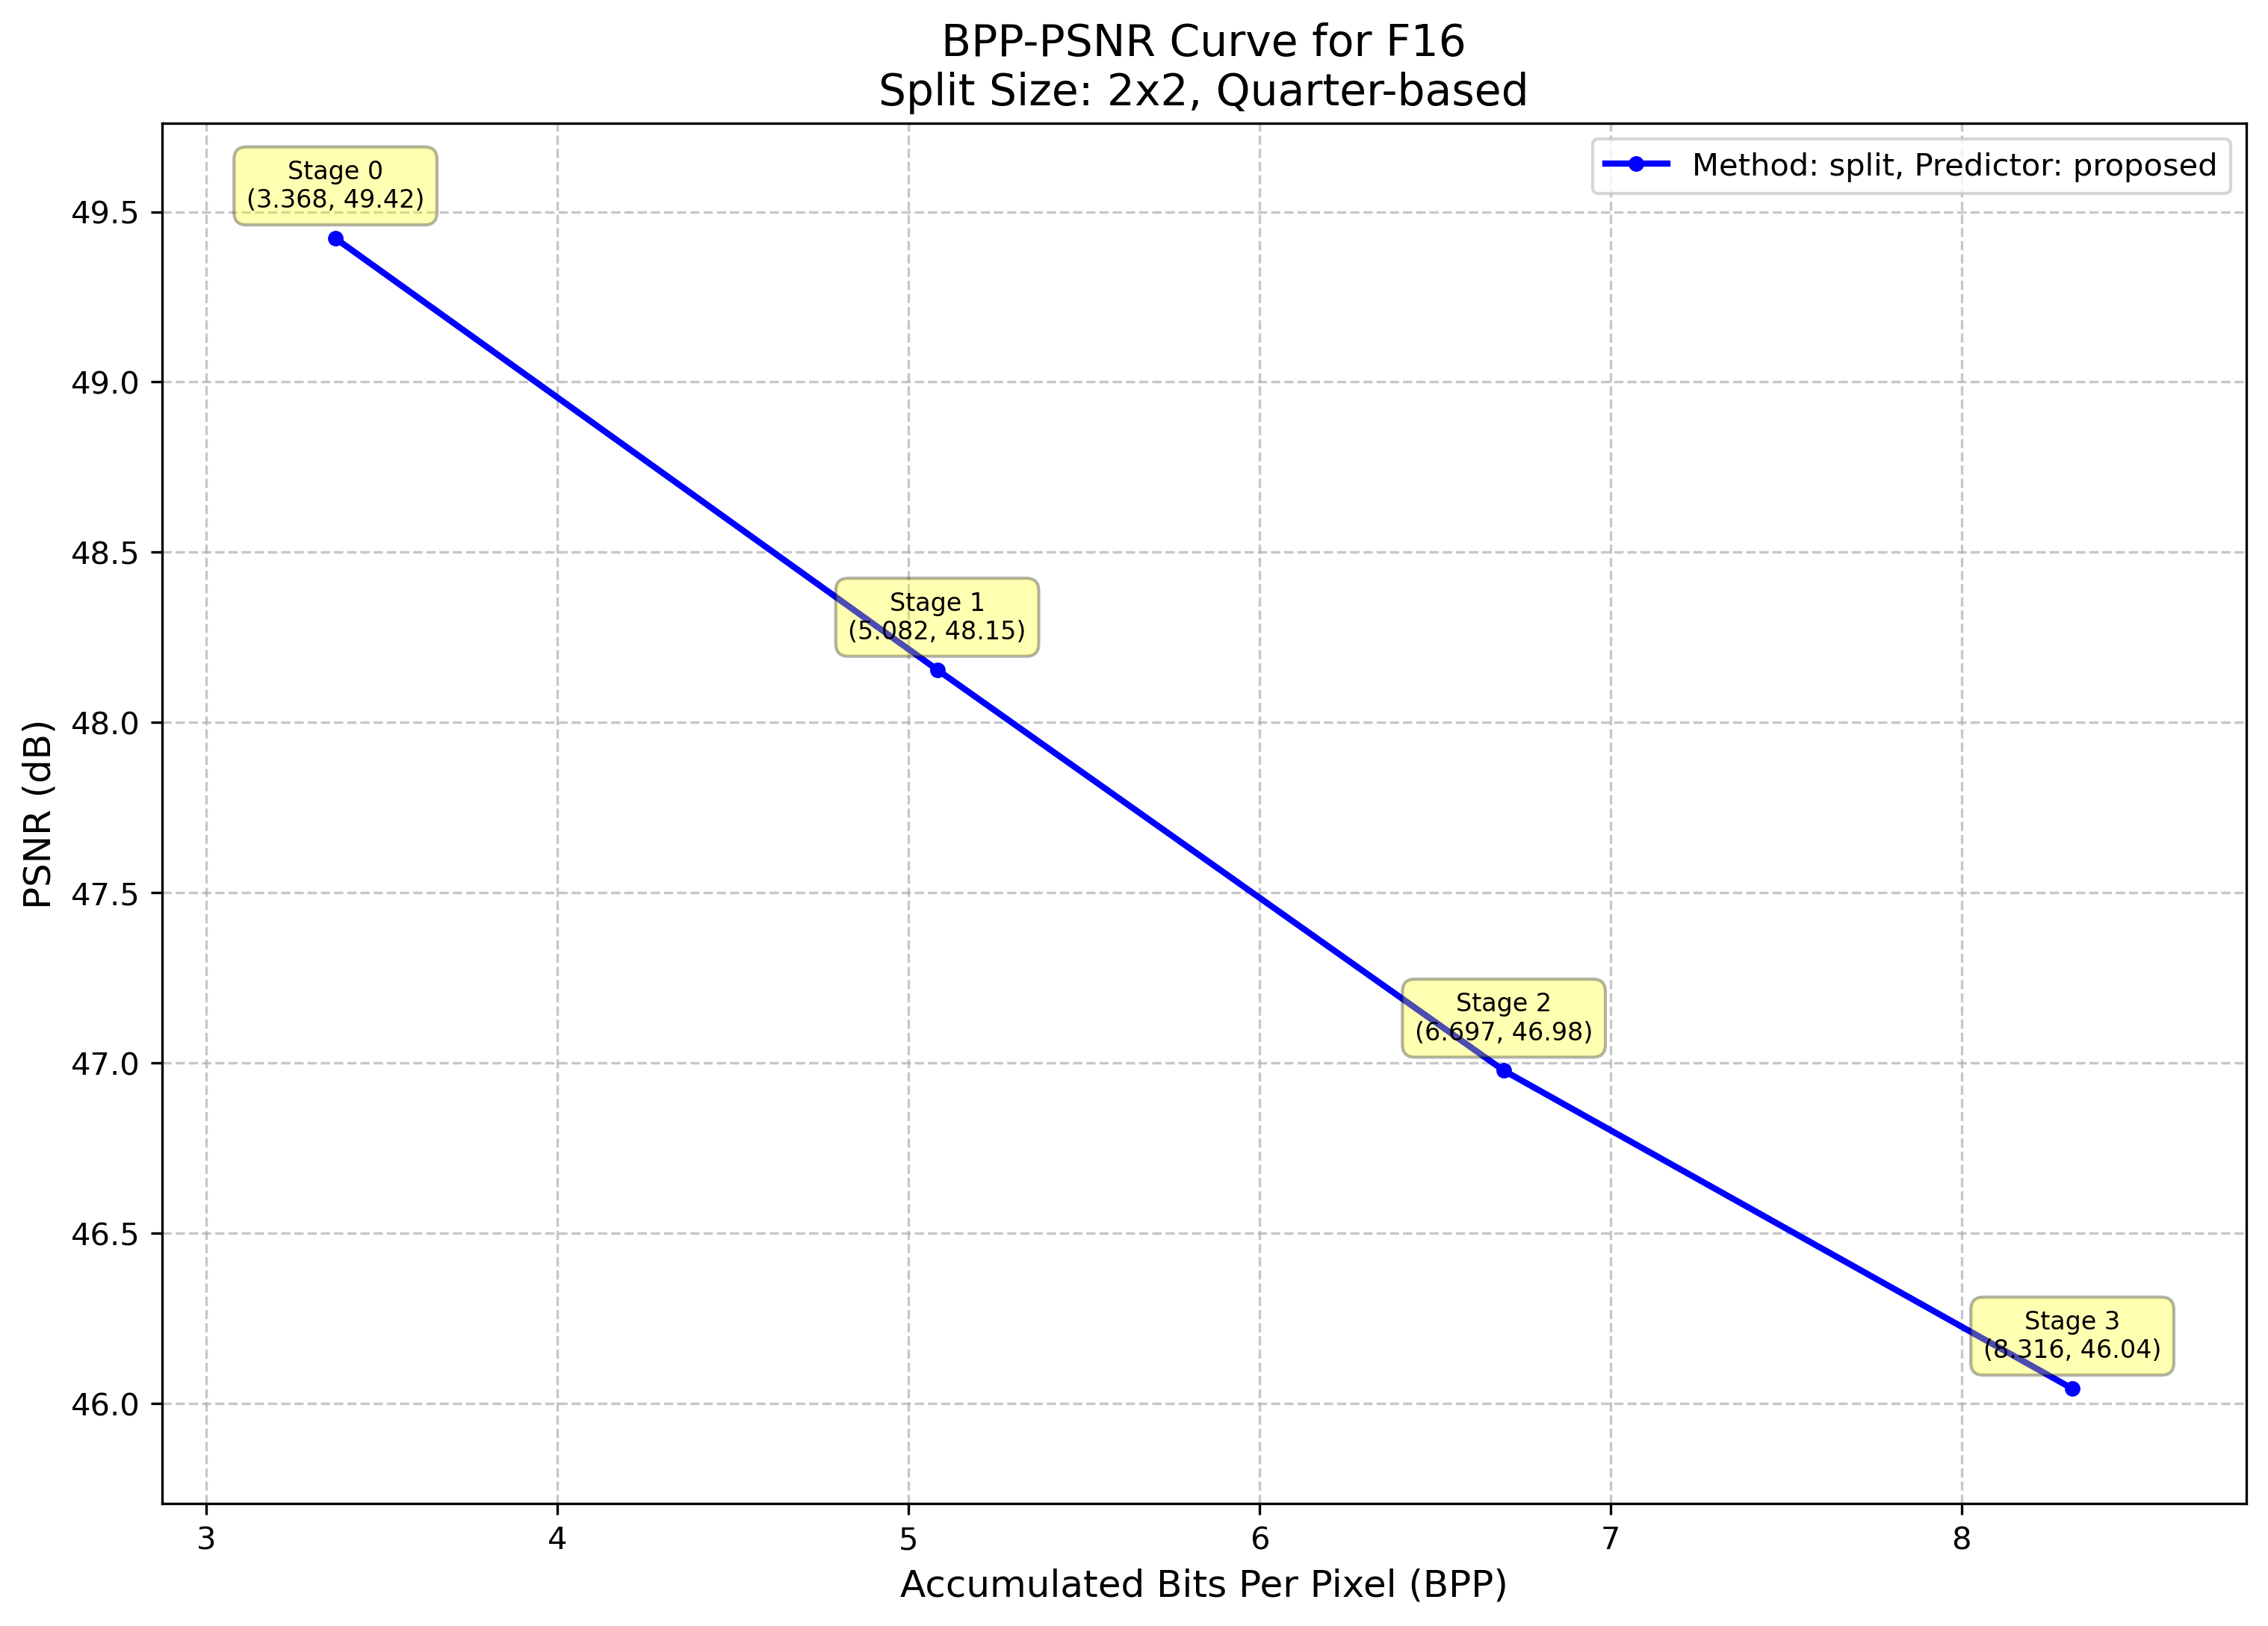 BPP-PSNR Curve for F16
Split Size: 2x2, Quarter-based
Method: split, Predictor: proposed
Stage 0
(3.368, 49.42)
Stage 1
(5.082, 48.15)
Stage 2
(6.697, 46.98)
Stage 3
(8.316, 46.04)
PSNR (dB)
49.5
49.0
48.5
48.0
47.5
47.0
46.5
46.0
3 4 5 6 7 8
Accumulated Bits Per Pixel (BPP)